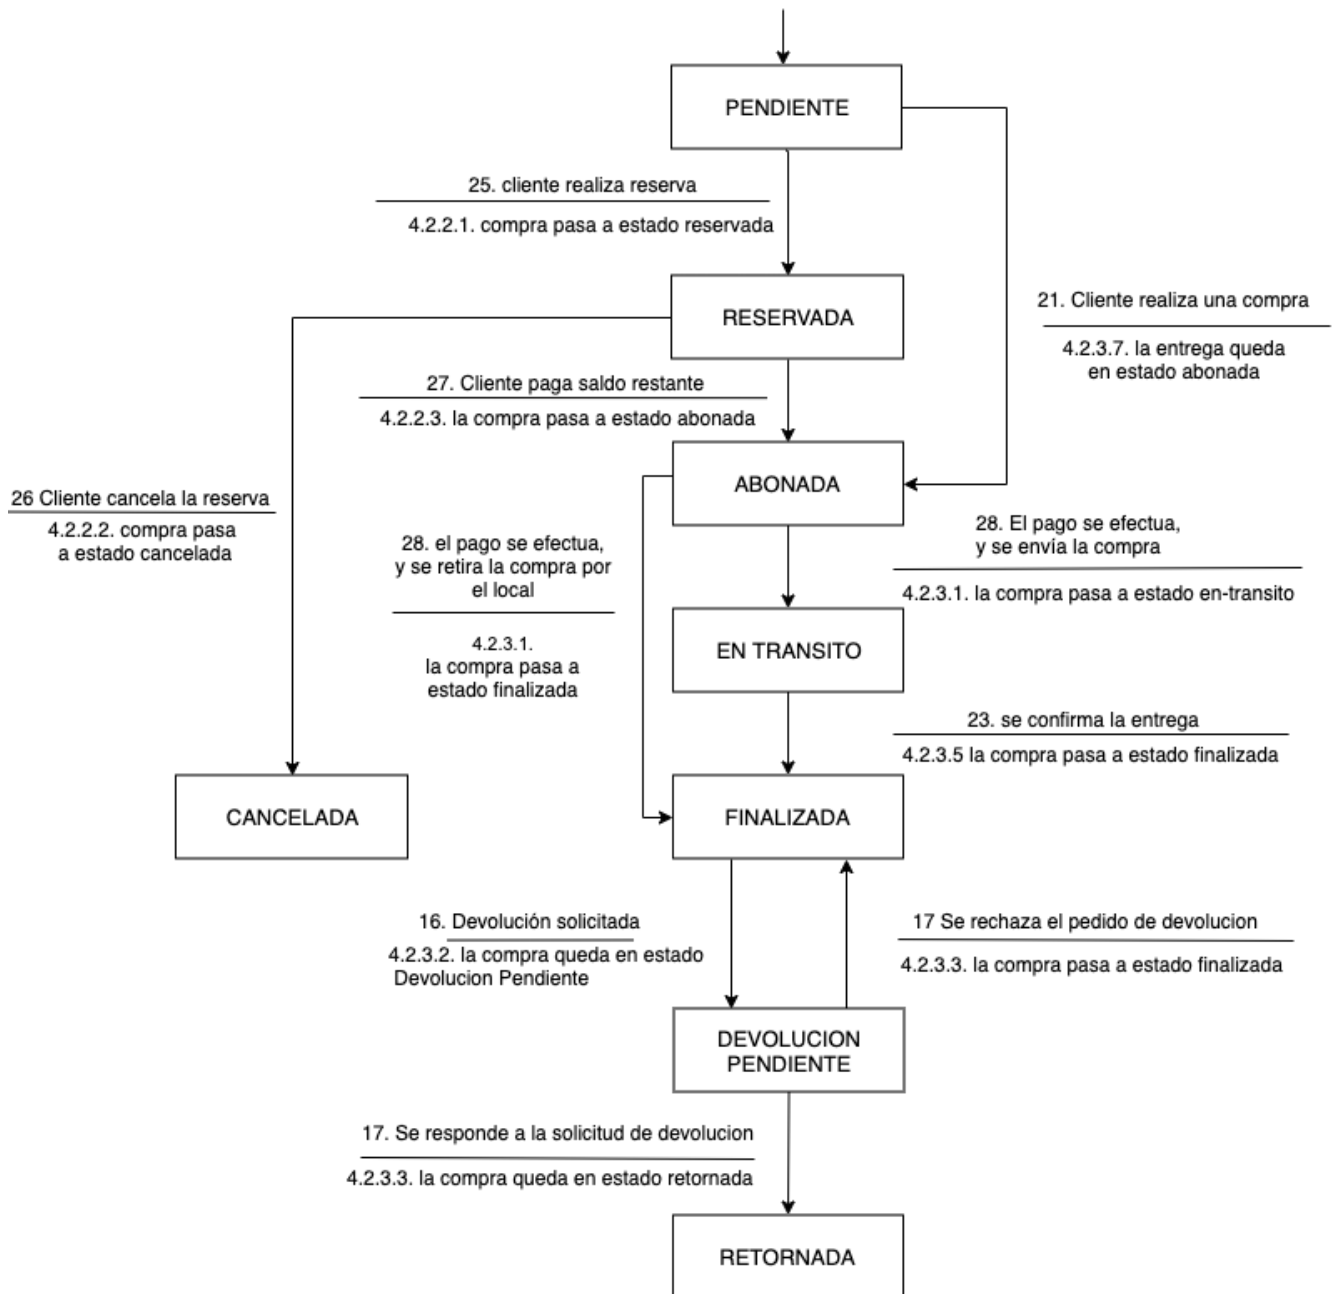 PENDIENTE
25. cliente realiza reserva
4.2.2.1. compra pasa a estado reservada
RESERVADA
21. Cliente realiza una compra
4.2.3.7. la entrega queda
en estado abonada
27. Cliente paga saldo restante
4.2.2.3. la compra pasa a estado abonada
ABONADA
26 Cliente cancela la reserva
4.2.2.2. compra pasa
a estado cancelada
28. el pago se efectua,
y se retira la compra por
el local
4.2.3.1.
la compra pasa a
estado finalizada
28. El pago se efectua,
y se envía la compra
4.2.3.1. la compra pasa a estado en-transito
EN TRANSITO
23. se confirma la entrega
4.2.3.5 la compra pasa a estado finalizada
CANCELADA
FINALIZADA
16. Devolución solicitada
4.2.3.2. la compra queda en estado
Devolucion Pendiente
17 Se rechaza el pedido de devolucion
4.2.3.3. la compra pasa a estado finalizada
DEVOLUCION
PENDIENTE
17. Se responde a la solicitud de devolucion
4.2.3.3. la compra queda en estado retornada
RETORNADA